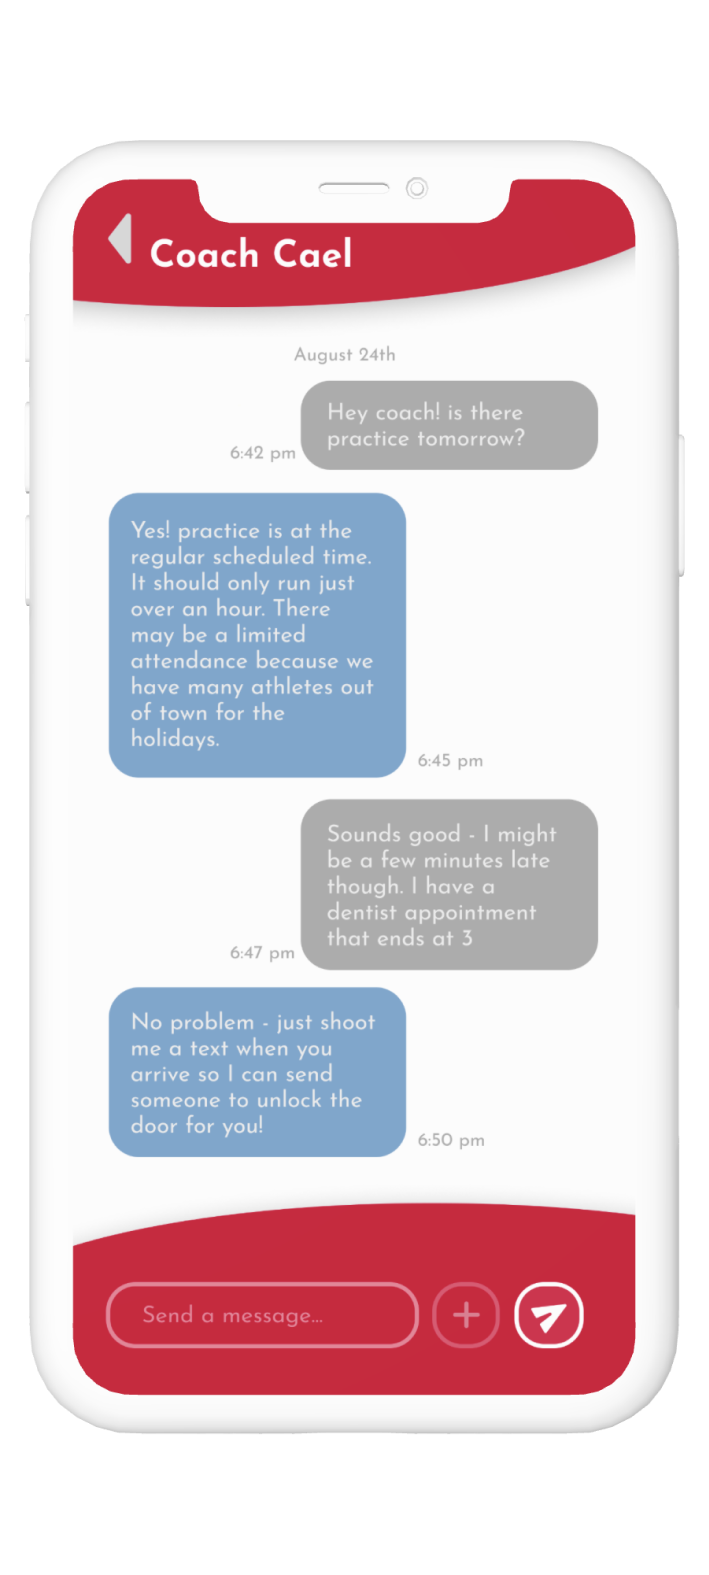 Coach Cael
August 24th
Hey coach! is there
practice tomorrow?
6:42 pm
Yes! practice is at the
regular scheduled time.
It should only run just
over an hour. There
may be a limited
attendance because we
have many athletes out
of town for the
holidays.
6:45 pm
Sounds good - I might
be a few minutes late
though. I have a
dentist appointment
that ends at 3
6:47 pm
No problem - just shoot
me a text when you
arrive so I can send
someone to unlock the
door for you!
6:50 pm
Send a message...